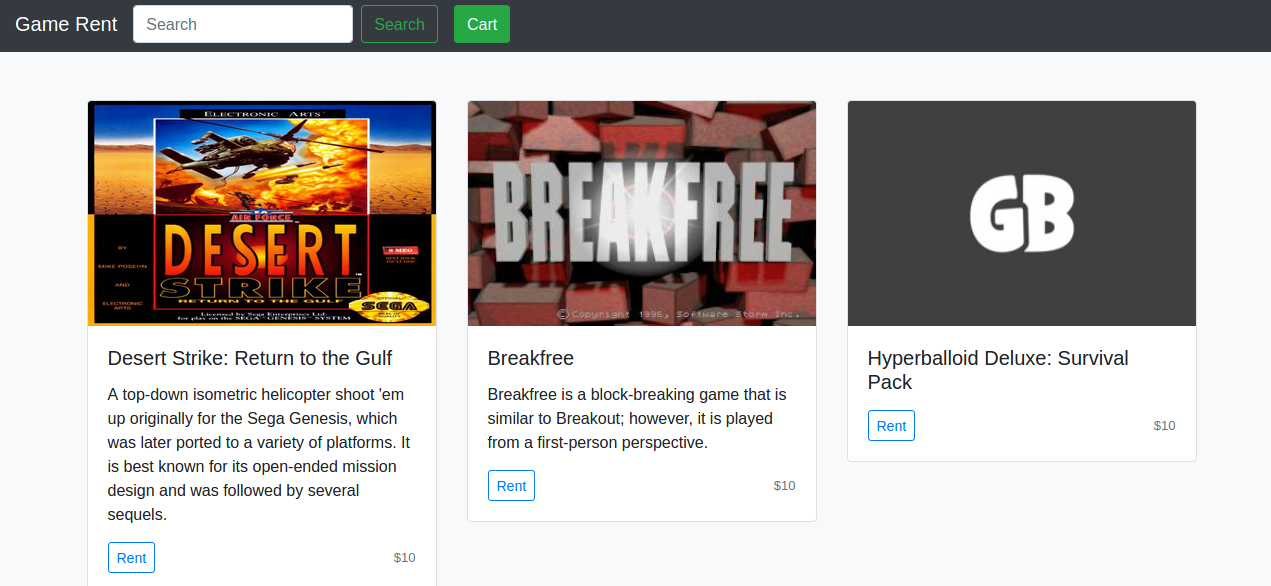 Game Rent
Search
Search
Cart
ELECTRONIC ARTS™
AIR FORCE
DESERT
STRIKE™
RETURN TO THE GULF
BY
MIKE POSEHN
AND
ELECTRONIC
ARTS
8 MEG
SEGA
Licensed by Sega Enterprises Ltd.
for play on the SEGA™ GENESIS™ SYSTEM
Desert Strike: Return to the Gulf
A top-down isometric helicopter shoot 'em
up originally for the Sega Genesis, which
was later ported to a variety of platforms. It
is best known for its open-ended mission
design and was followed by several
sequels.
Rent
$10
BREAKFREE
©Copyright 1995, Software Storm Inc.
Breakfree
Breakfree is a block-breaking game that is
similar to Breakout; however, it is played
from a first-person perspective.
Rent
$10
GB
Hyperballoid Deluxe: Survival
Pack
Rent
$10